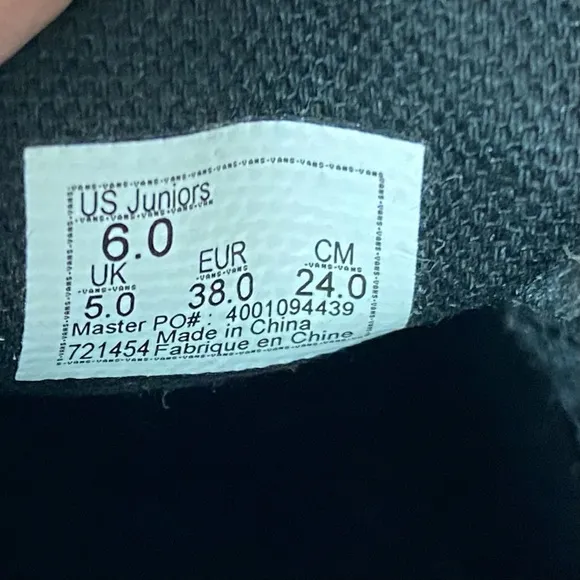 US Juniors
6.0
UK EUR CM
5.0 38.0 24.0
Master PO# : 4001094439
Made in China
721454 Fabrique en Chine